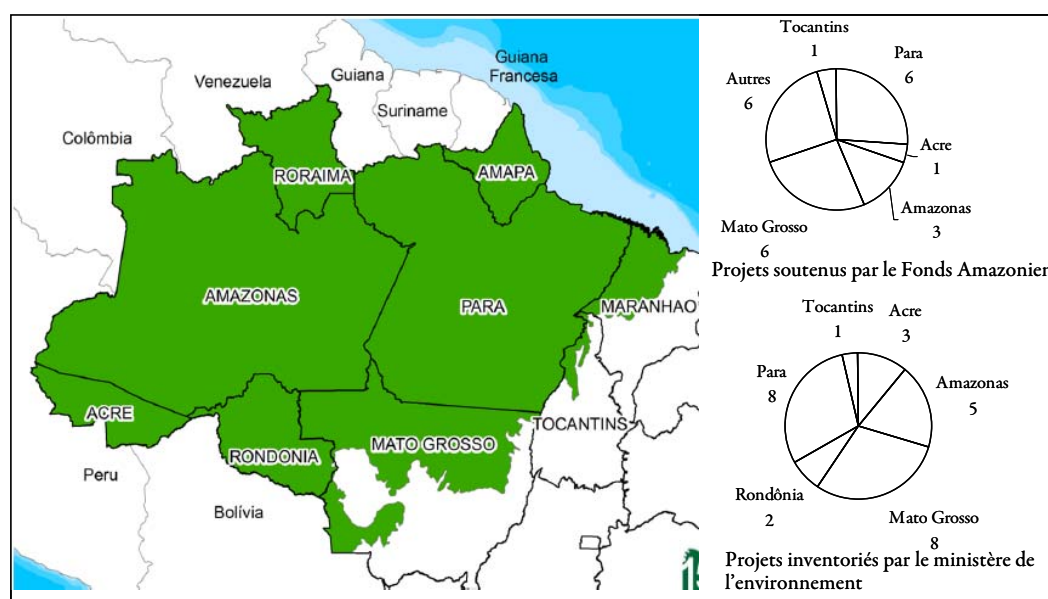 Venezuela
Guiana
Guiana
Francesa
Suriname
Colômbia
RORAIMA
AMAPA
AMAZONAS
PARA
MARANHAO
ACRE
RONDONIA
MATO GROSSO
TOCANTINS
Peru
Bolívia
Tocantins
1
Para
6
Autres
6
Acre
1
Amazonas
3
Mato Grosso
6
Projets soutenus par le Fonds Amazonien
Tocantins
1
Acre
3
Para
8
Amazonas
5
Rondônia
2
Mato Grosso
8
Projets inventoriés par le ministère de
l'environnement